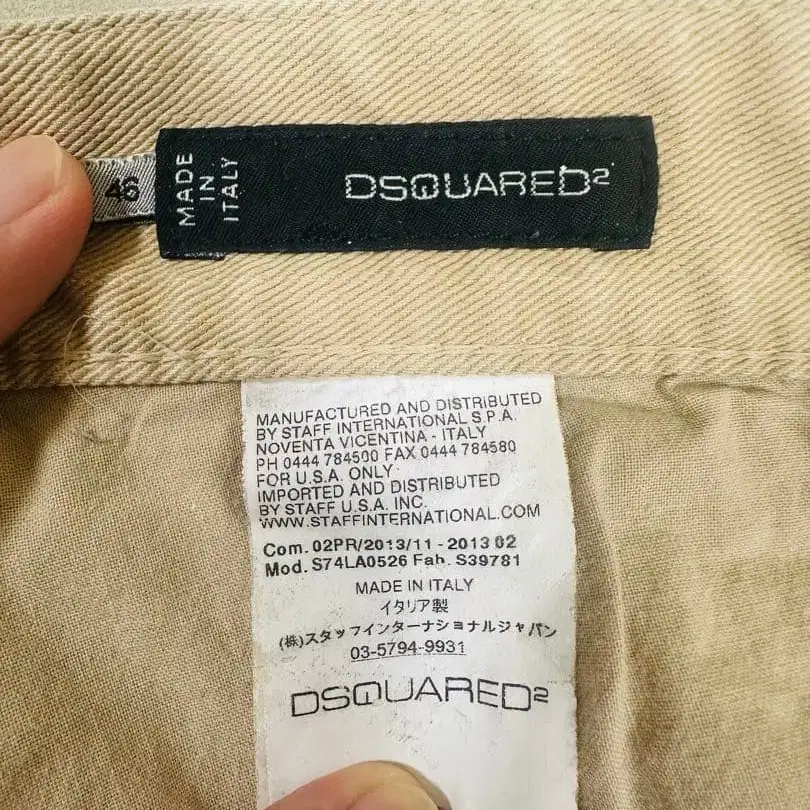 46
MADE
IN
ITALY
DSQUARED²
MANUFACTURED AND DISTRIBUTED
BY STAFF INTERNATIONAL S.P.A.
NOVENTA VICENTINA - ITALY
PH 0444 784500 FAX 0444 784580
FOR U.S.A. ONLY
IMPORTED AND DISTRIBUTED
BY STAFF U.S.A. INC.
WWW.STAFFINTERNATIONAL.COM
Com. 02PR/2013/11 - 2013 02
Mod. S74LA0526 Fab. S39781
MADE IN ITALY
イタリア製
(株)スタッフインターナショナルジャパン
03-5794-9931
DSQUARED²